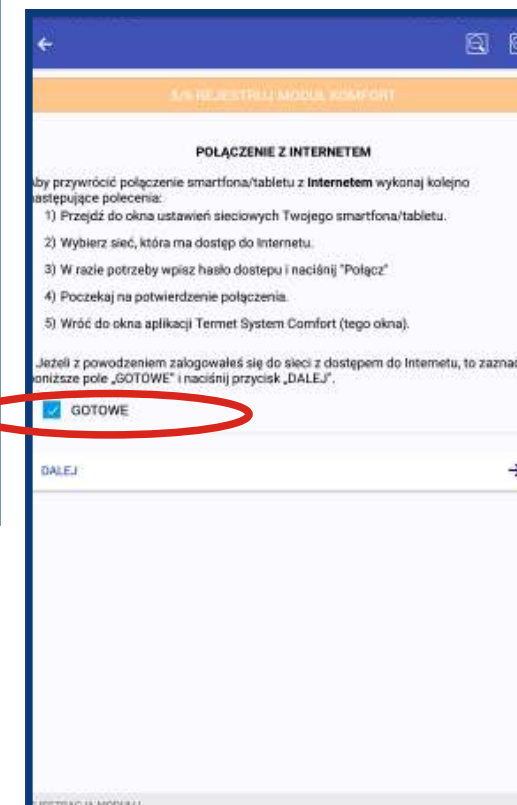 5/6 REJESTRUJ MODUŁ KOMFORT
POŁĄCZENIE Z INTERNETEM
Aby przywrócić połączenie smartfona/tabletu z Internetem wykonaj kolejno
następujące polecenia:
1) Przejdź do okna ustawień sieciowych Twojego smartfona/tabletu.
2) Wybierz sieć, która ma dostęp do Internetu.
3) W razie potrzeby wpisz hasło dostepu i naciśnij "Połącz"
4) Poczekaj na potwierdzenie połączenia.
5) Wróć do okna aplikacji Termet System Comfort (tego okna).
Jeżeli z powodzeniem zalogowałeś się do sieci z dostępem do Internetu, to zaznac
poniższe pole „GOTOWE" i naciśnij przycisk „DALEJ".
GOTOWE
DALEJ